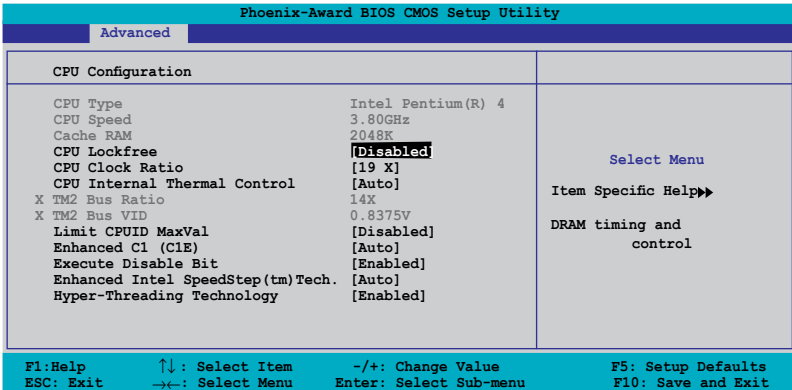 Phoenix-Award BIOS CMOS Setup Utility
Advanced
CPU Configuration
CPU Type Intel Pentium(R) 4
CPU Speed 3.80GHz
Cache RAM 2048K
CPU Lockfree [Disabled]
CPU Clock Ratio [19 X]
CPU Internal Thermal Control [Auto]
X TM2 Bus Ratio 14X
X TM2 Bus VID 0.8375V
Limit CPUID MaxVal [Disabled]
Enhanced C1 (C1E) [Auto]
Execute Disable Bit [Enabled]
Enhanced Intel SpeedStep(tm)Tech. [Auto]
Hyper-Threading Technology [Enabled]
Select Menu
Item Specific Help▶▶
DRAM timing and
control
F1:Help ↑↓ : Select Item -/+: Change Value F5: Setup Defaults
ESC: Exit →←: Select Menu Enter: Select Sub-menu F10: Save and Exit